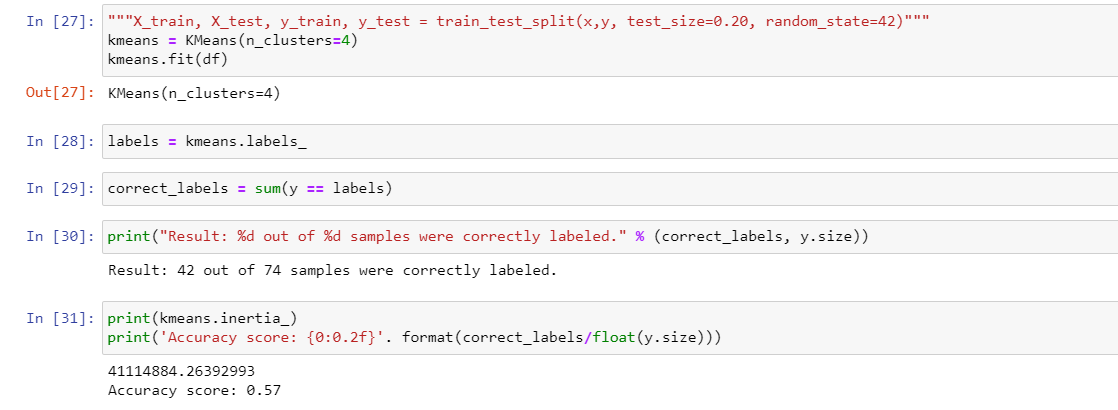 In [27]: """X_train, X_test, y_train, y_test = train_test_split(x,y, test_size=0.20, random_state=42)"""
kmeans = KMeans(n_clusters=4)
kmeans.fit(df)
Out[27]: KMeans(n_clusters=4)
In [28]: labels = kmeans.labels_
In [29]: correct_labels = sum(y == labels)
In [30]: print("Result: %d out of %d samples were correctly labeled." % (correct_labels, y.size))
Result: 42 out of 74 samples were correctly labeled.
In [31]: print(kmeans.inertia_)
print('Accuracy score: {0:0.2f}'. format(correct_labels/float(y.size)))
41114884.26392993
Accuracy score: 0.57